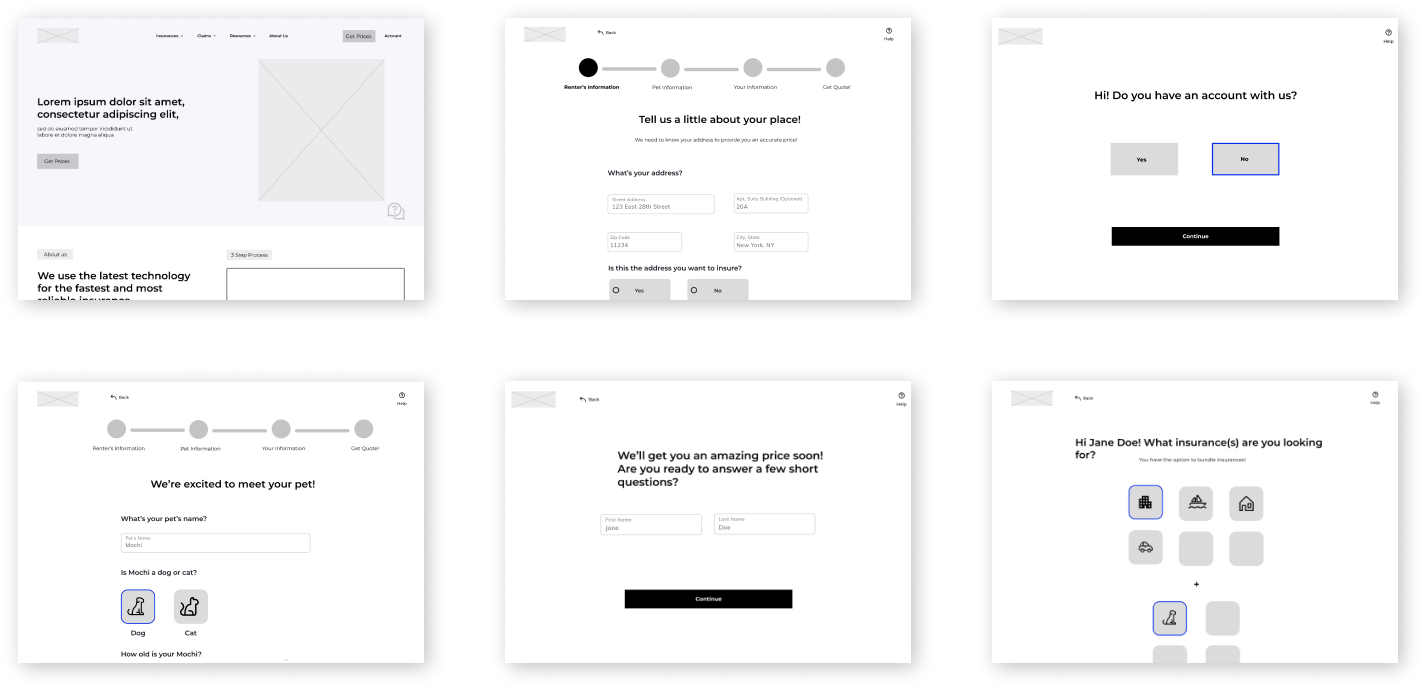 Insurances
Claims
Resources
About Us
Get Prices
Account
Lorem ipsum dolor sit amet,
consectetur adipiscing elit,
sed do eiusmod tempor incididunt ut
labore et dolore magna aliqua
Get Prices
About us
We use the latest technology
for the fastest and most
reliable insurance
3 Step Process
Back
Help
Renter's Information
Pet Information
Your Information
Get Quote!
Tell us a little about your place!
We need to know your address to provide you an accurate price!
What's your address?
Street Address
123 East 28th Street
Apt, Suite Building (Optional)
20A
Zip Code
11234
City, State
New York, NY
Is this the address you want to insure?
Yes
No
Help
Hi! Do you have an account with us?
Yes
No
Continue
Back
Help
Renter's Information
Pet Information
Your Information
Get Quote!
We're excited to meet your pet!
What's your pet's name?
Pet's Name
Mochi
Is Mochi a dog or cat?
Dog
Cat
How old is your Mochi?
Back
Help
We'll get you an amazing price soon!
Are you ready to answer a few short
questions?
First Name
Jane
Last Name
Doe
Continue
Back
Help
Hi Jane Doe! What insurance(s) are you looking
for?
You have the option to bundle insurances!
+